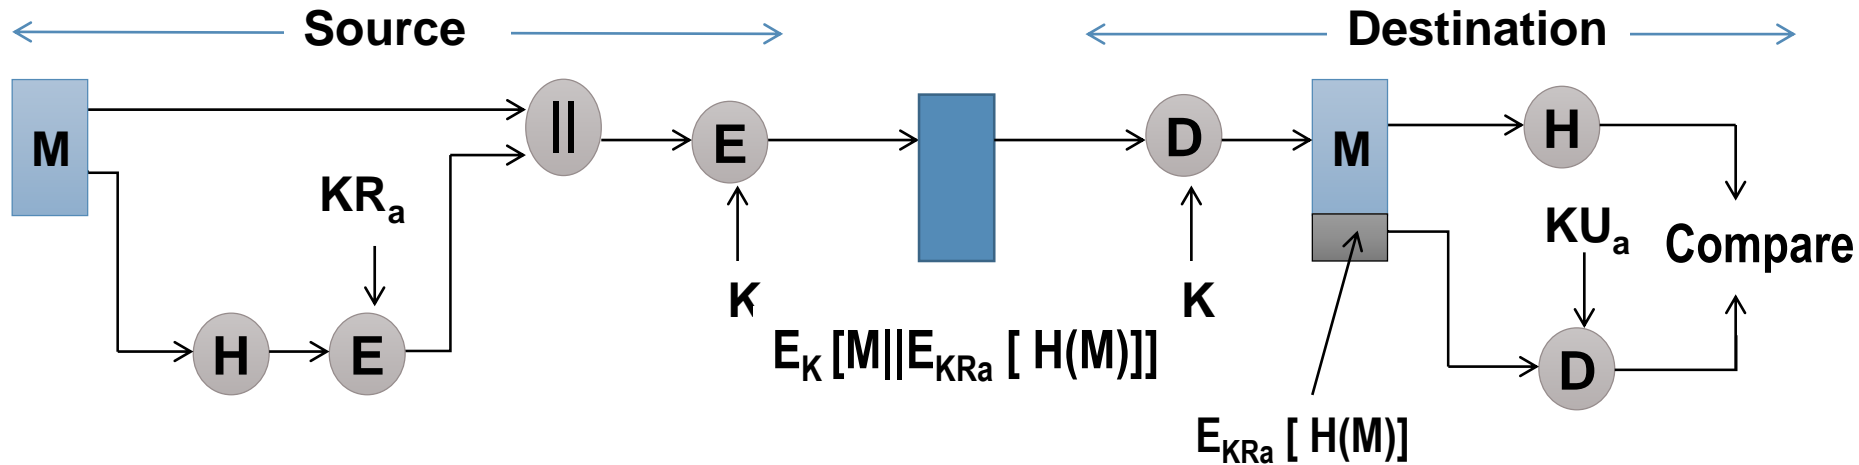 Source
Destination
M
||
E
D
M
H
KRa
KUa
Compare
H
E
K
K
D
EK [M||EKRa [ H(M)]]
EKRa [ H(M)]